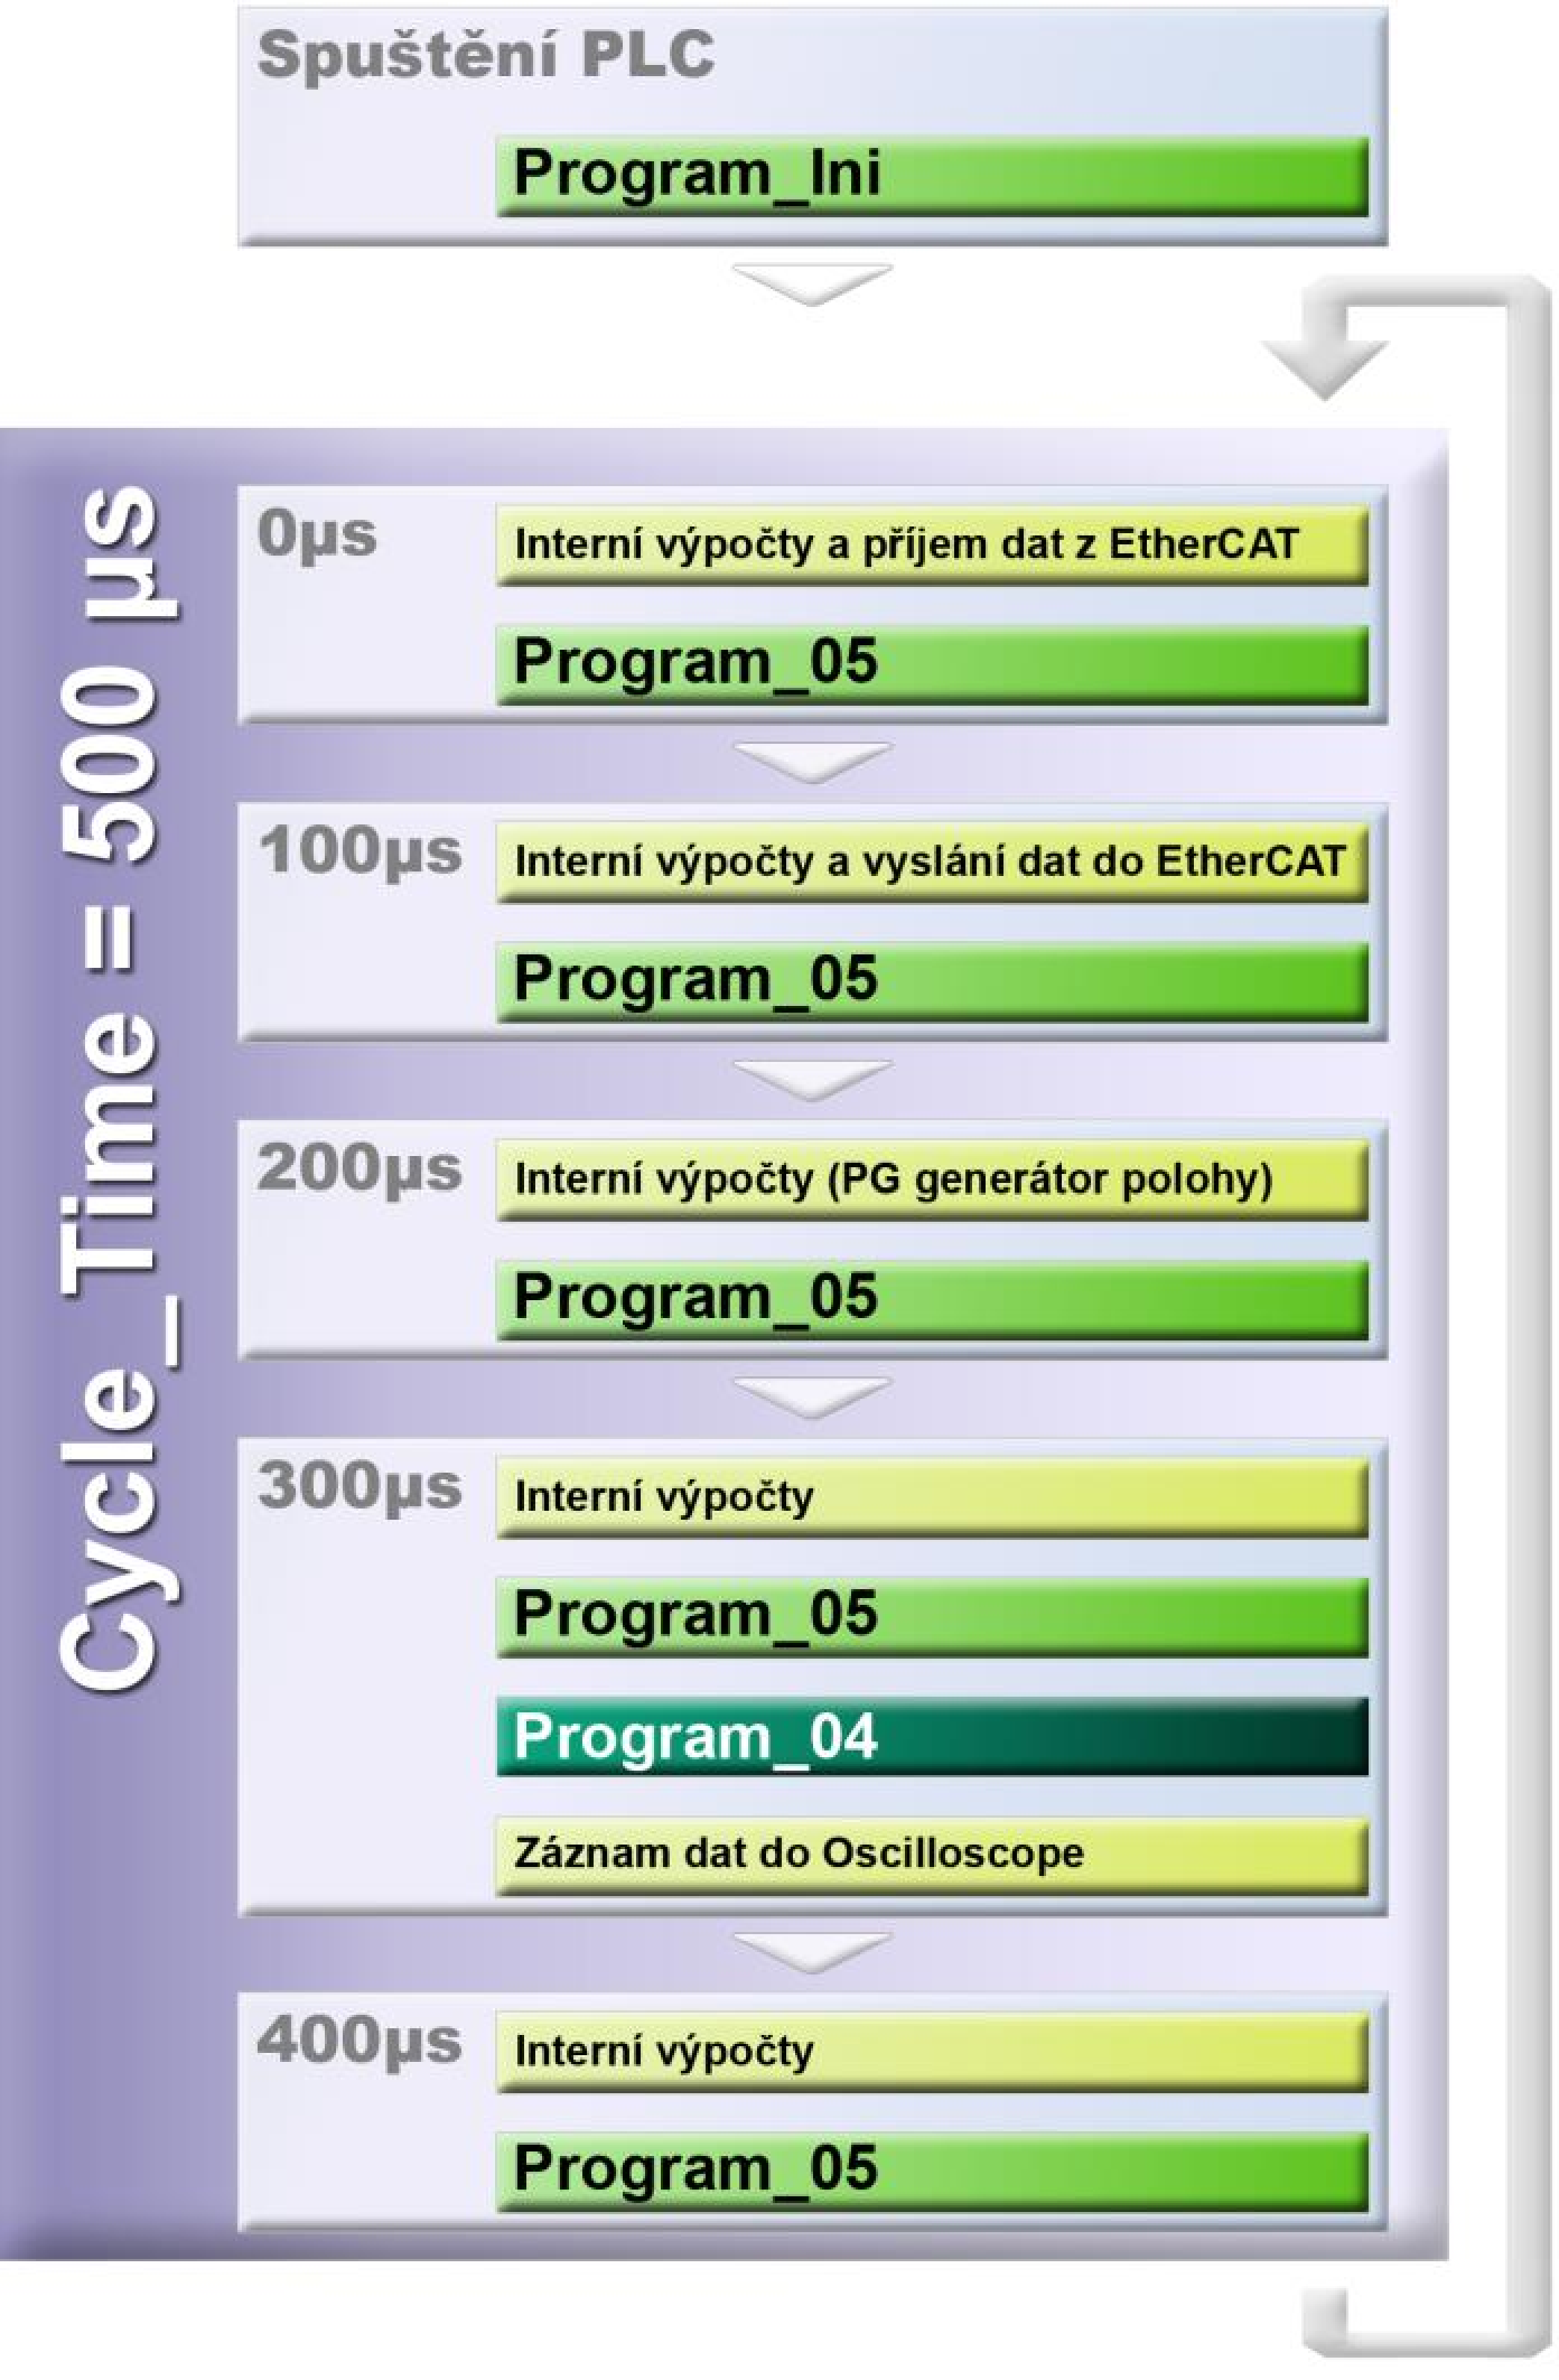 Spuštění PLC
Program_Ini
Cycle_Time = 500 µs
0µs
Interní výpočty a příjem dat z EtherCAT
Program_05
100µs
Interní výpočty a vyslání dat do EtherCAT
Program_05
200µs
Interní výpočty (PG generátor polohy)
Program_05
300µs
Interní výpočty
Program_05
Program_04
Záznam dat do Oscilloscope
400µs
Interní výpočty
Program_05